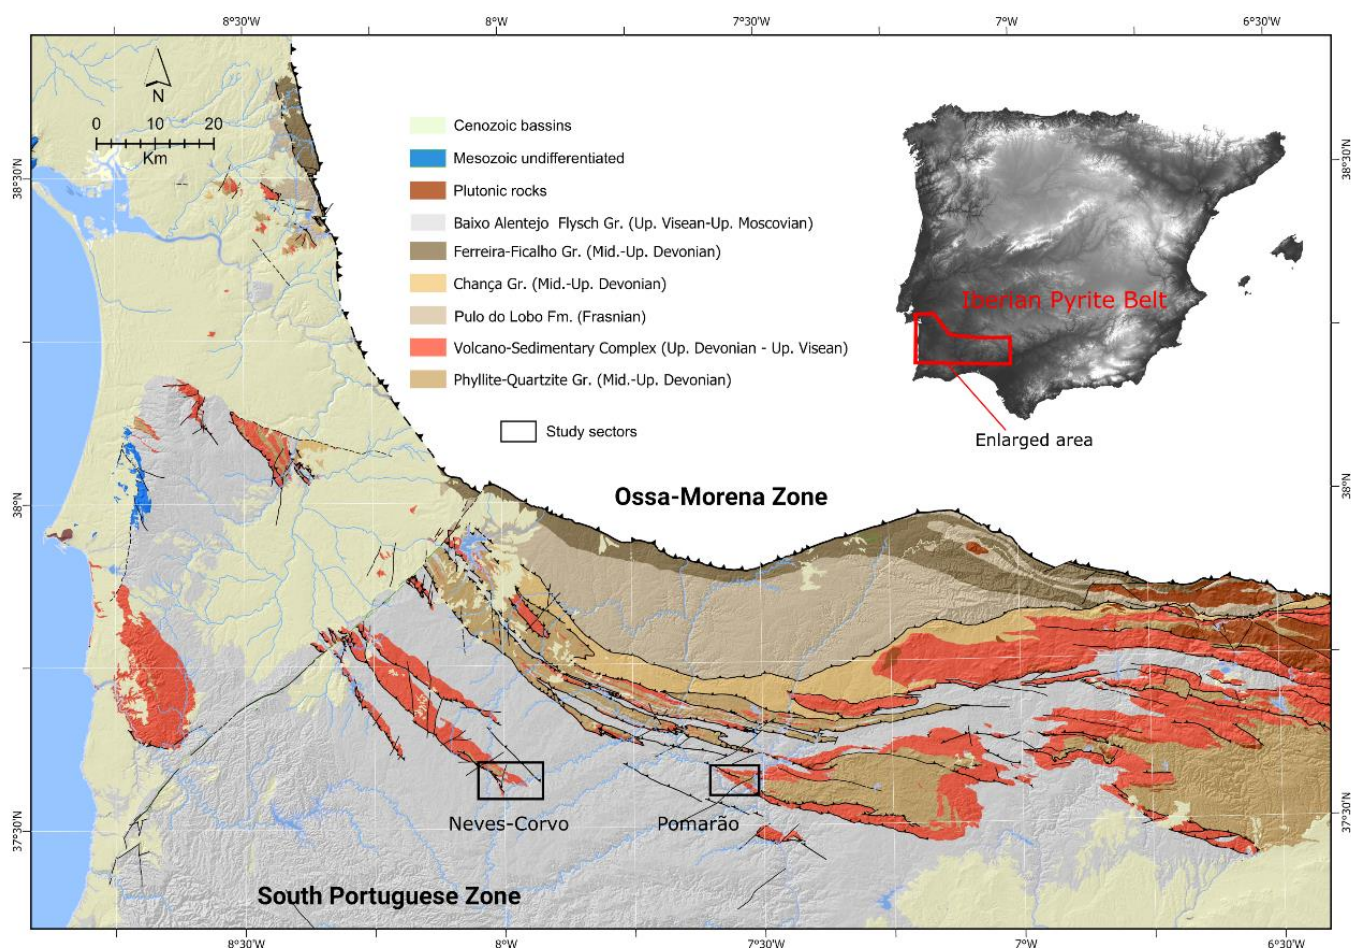 8°30'W 8°W 7°30'W 7°W 6°30'W
N
0 10 20
Km
38°30'N
38°30'N
Cenozoic bassins
Mesozoic undifferentiated
Plutonic rocks
Baixo Alentejo Flysch Gr. (Up. Visean-Up. Moscovian)
Ferreira-Ficalho Gr. (Mid.-Up. Devonian)
Chança Gr. (Mid.-Up. Devonian)
Pulo do Lobo Fm. (Frasnian)
Volcano-Sedimentary Complex (Up. Devonian - Up. Visean)
Phyllite-Quartzite Gr. (Mid.-Up. Devonian)
Study sectors
Iberian Pyrite Belt
Enlarged area
38°N
38°N
Ossa-Morena Zone
Neves-Corvo
Pomarão
37°30'N
37°30'N
South Portuguese Zone
8°30'W 8°W 7°30'W 7°W 6°30'W